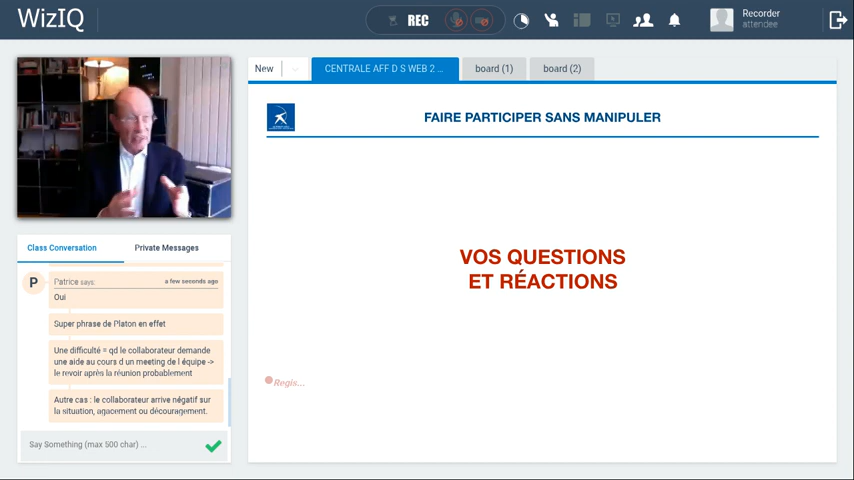 WizIQ
REC
Recorder
attendee
New
CENTRALE AFF D S WEB 2 ...
board (1)
board (2)
FAIRE PARTICIPER SANS MANIPULER
VOS QUESTIONS
ET RÉACTIONS
Regis...
Class Conversation
Private Messages
P
Patrice says:
a few seconds ago
Oui
Super phrase de Platon en effet
Une difficulté = qd le collaborateur demande
une aide au cours d un meeting de l équipe ->
le revoir après la réunion probablement
Autre cas : le collaborateur arrive négatif sur
la situation, agacement ou découragement.
Say Something (max 500 char) ...